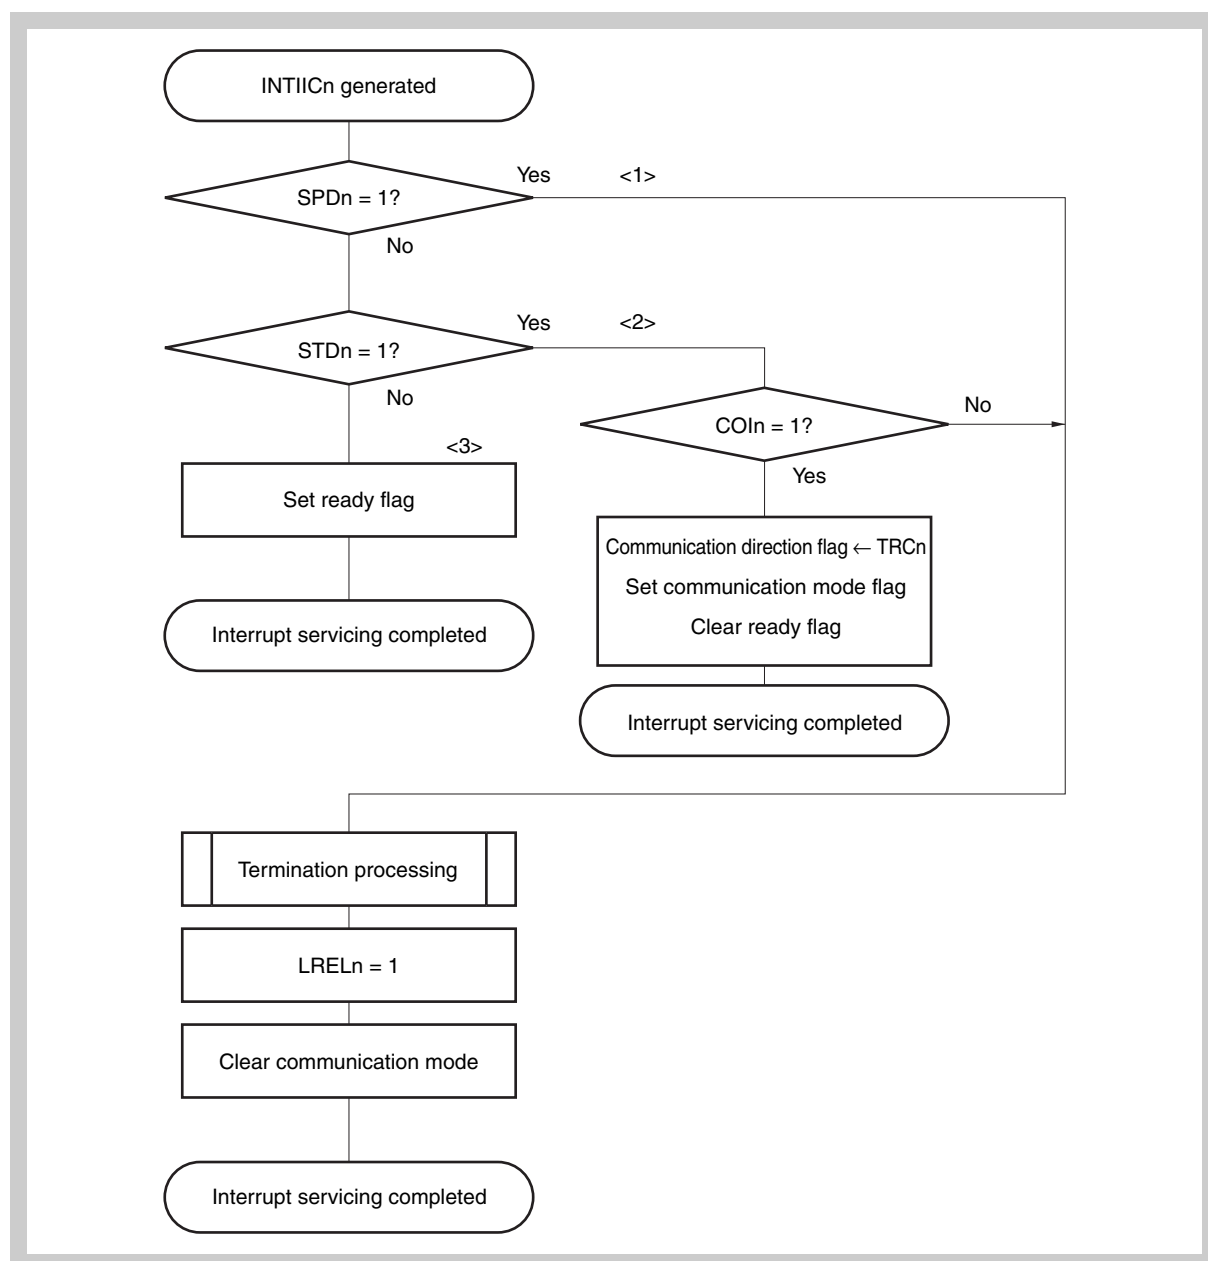 INTIICn generated
Yes
<1>
SPDn = 1?
No
Yes
<2>
STDn = 1?
No
No
COIn = 1?
<3>
Yes
Set ready flag
Communication direction flag ← TRCn
Set communication mode flag
Clear ready flag
Interrupt servicing completed
Interrupt servicing completed
Termination processing
LRELn = 1
Clear communication mode
Interrupt servicing completed